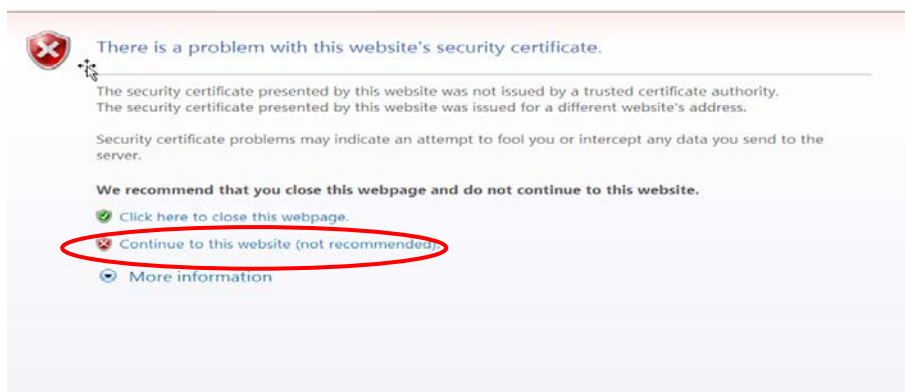 There is a problem with this website's security certificate.
The security certificate presented by this website was not issued by a trusted certificate authority.
The security certificate presented by this website was issued for a different website's address.
Security certificate problems may indicate an attempt to fool you or intercept any data you send to the
server.
We recommend that you close this webpage and do not continue to this website.
Click here to close this webpage.
Continue to this website (not recommended).
More information